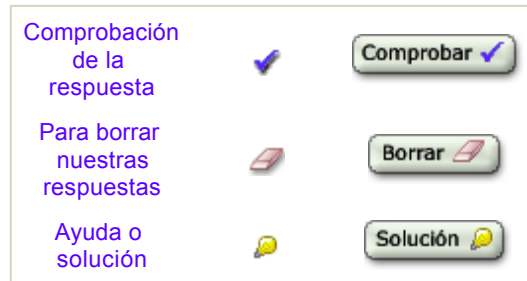 Comprobación
de la
respuesta
Comprobar
Para borrar
nuestras
respuestas
Borrar
Ayuda o
solución
Solución